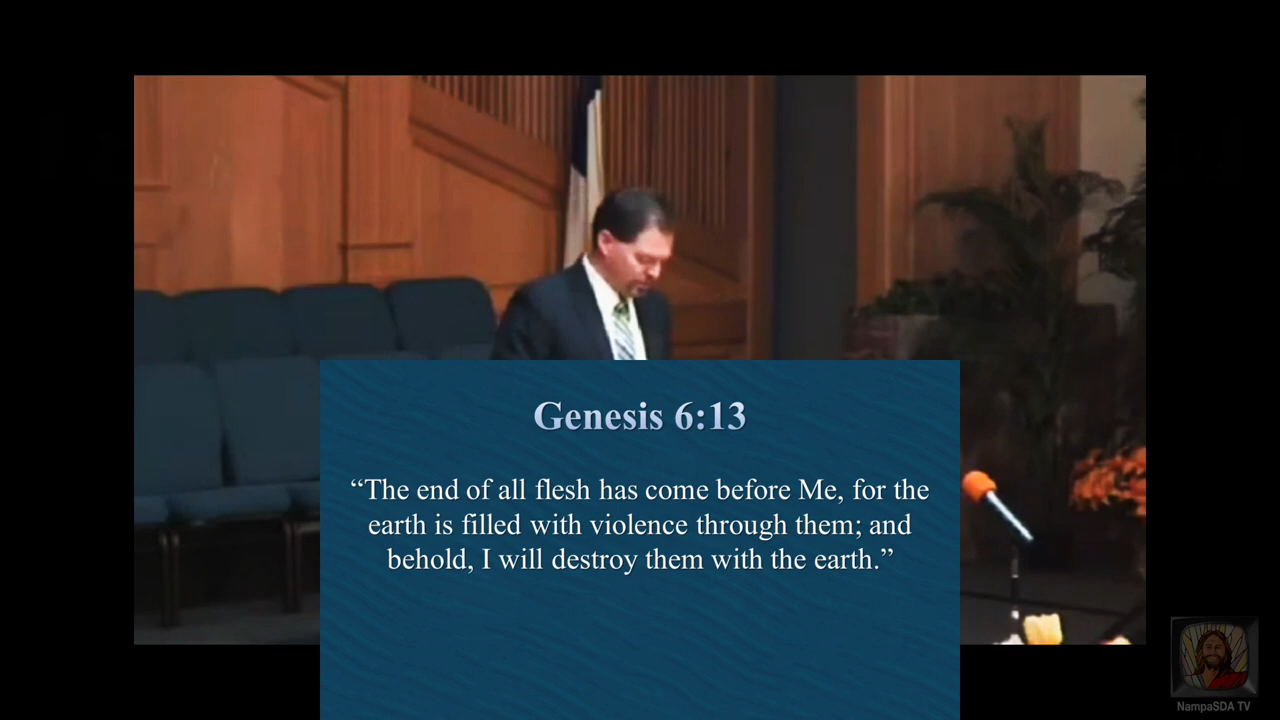 Genesis 6:13
“The end of all flesh has come before Me, for the
earth is filled with violence through them; and
behold, I will destroy them with the earth.”
NampaSDA TV